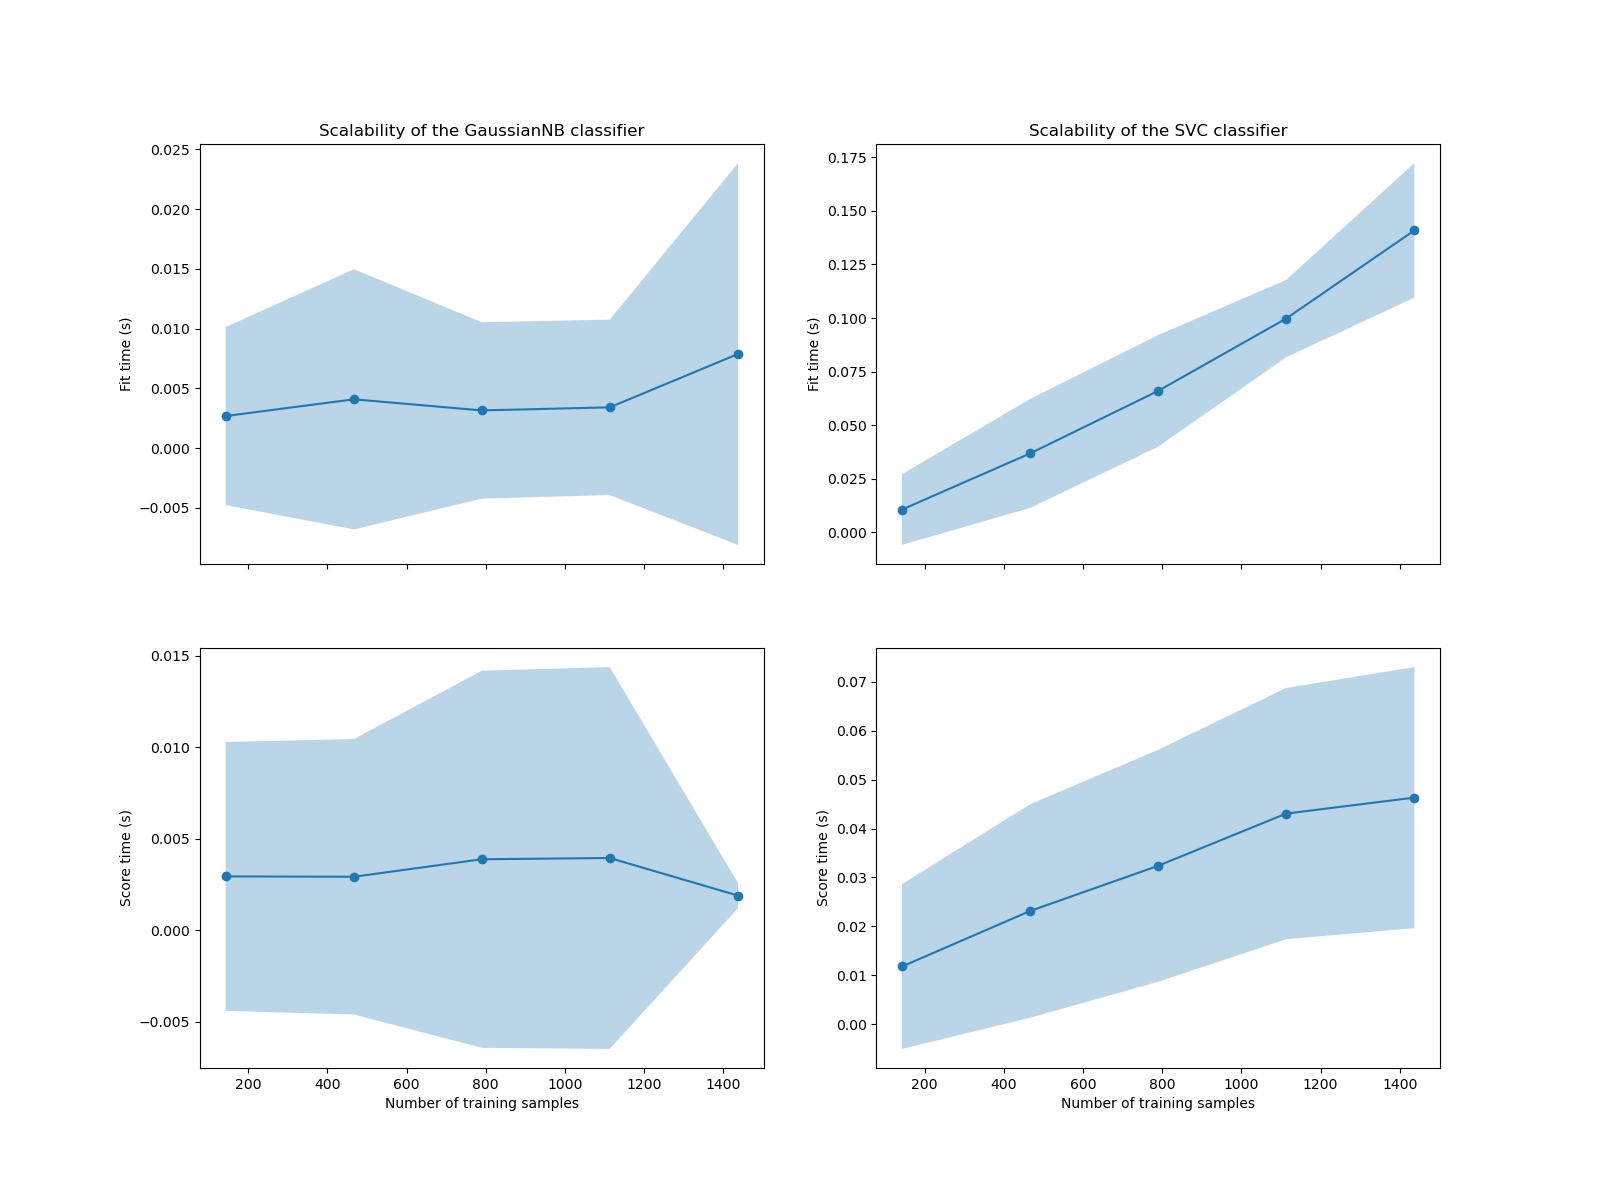 Scalability of the GaussianNB classifier
Scalability of the SVC classifier
0.025
0.020
0.015
0.010
0.005
0.000
−0.005
Fit time (s)
0.175
0.150
0.125
0.100
0.075
0.050
0.025
0.000
Fit time (s)
0.015
0.010
0.005
0.000
−0.005
Score time (s)
200 400 600 800 1000 1200 1400
Number of training samples
0.07
0.06
0.05
0.04
0.03
0.02
0.01
0.00
Score time (s)
200 400 600 800 1000 1200 1400
Number of training samples